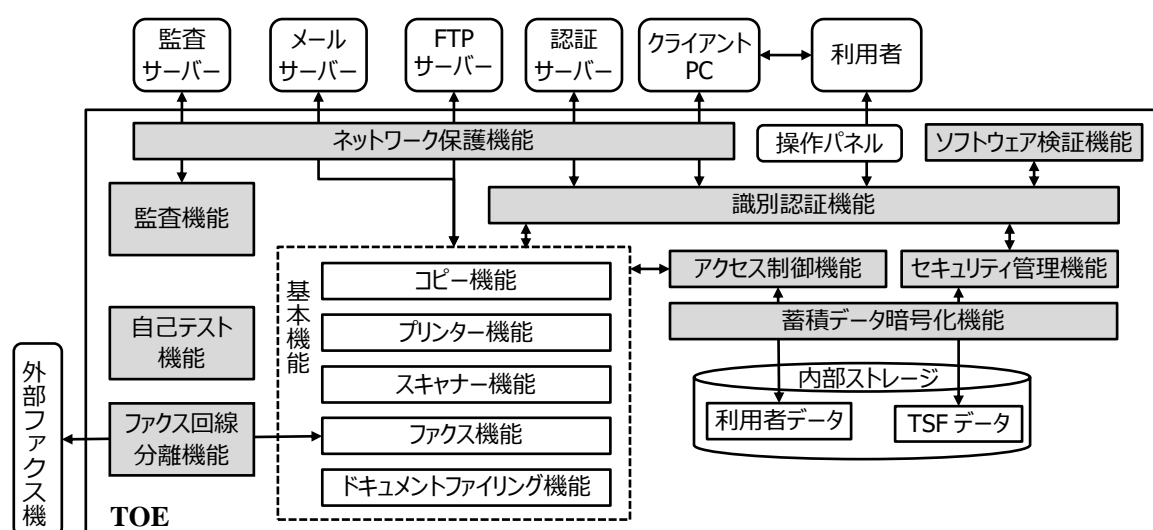 監査
サーバー
メール
サーバー
FTP
サーバー
認証
サーバー
クライアント
PC
利用者
ネットワーク保護機能
操作パネル
ソフトウェア検証機能
監査機能
識別認証機能
基本機能
コピー機能
プリンター機能
スキャナー機能
ファクス機能
ドキュメントファイリング機能
アクセス制御機能
セキュリティ管理機能
蓄積データ暗号化機能
内部ストレージ
利用者データ
TSF データ
自己テスト
機能
ファクス回線
分離機能
外部ファクス機
TOE